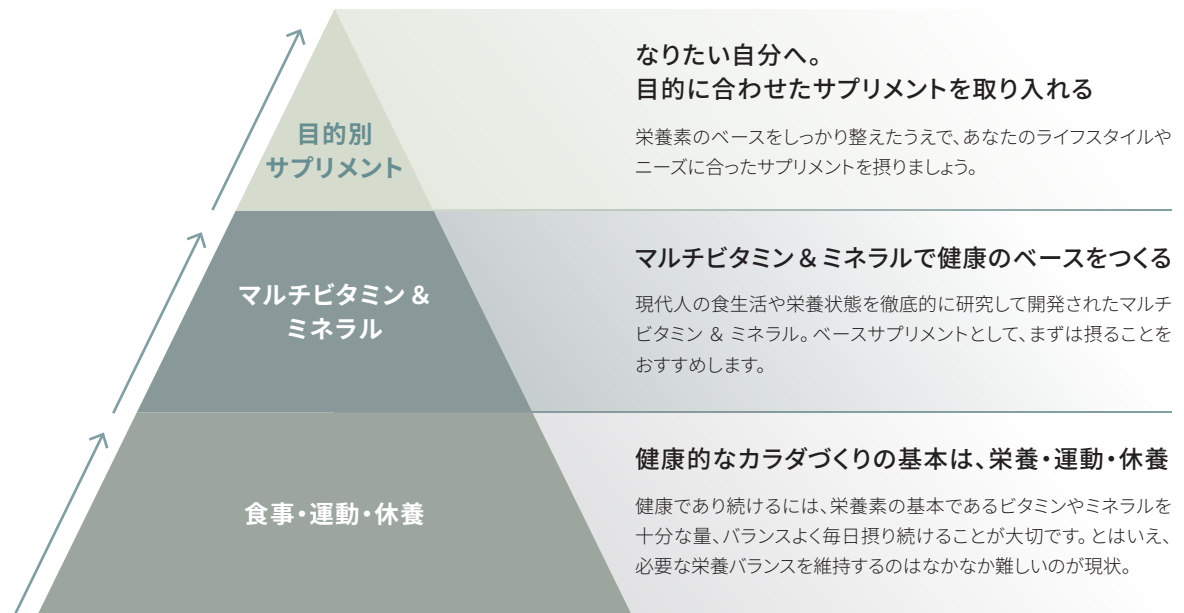 目的別
サプリメント
なりたい自分へ。
目的に合わせたサプリメントを取り入れる
栄養素のベースをしっかり整えたうえで、あなたのライフスタイルや
ニーズに合ったサプリメントを摂りましょう。
マルチビタミン &
ミネラル
マルチビタミン & ミネラルで健康のベースをつくる
現代人の食生活や栄養状態を徹底的に研究して開発されたマルチ
ビタミン & ミネラル。ベースサプリメントとして、まずは摂ることを
おすすめします。
食事・運動・休養
健康的なカラダづくりの基本は、栄養・運動・休養
健康であり続けるには、栄養素の基本であるビタミンやミネラルを
十分な量、バランスよく毎日摂り続けることが大切です。とはいえ、
必要な栄養バランスを維持するのはなかなか難しいのが現状。